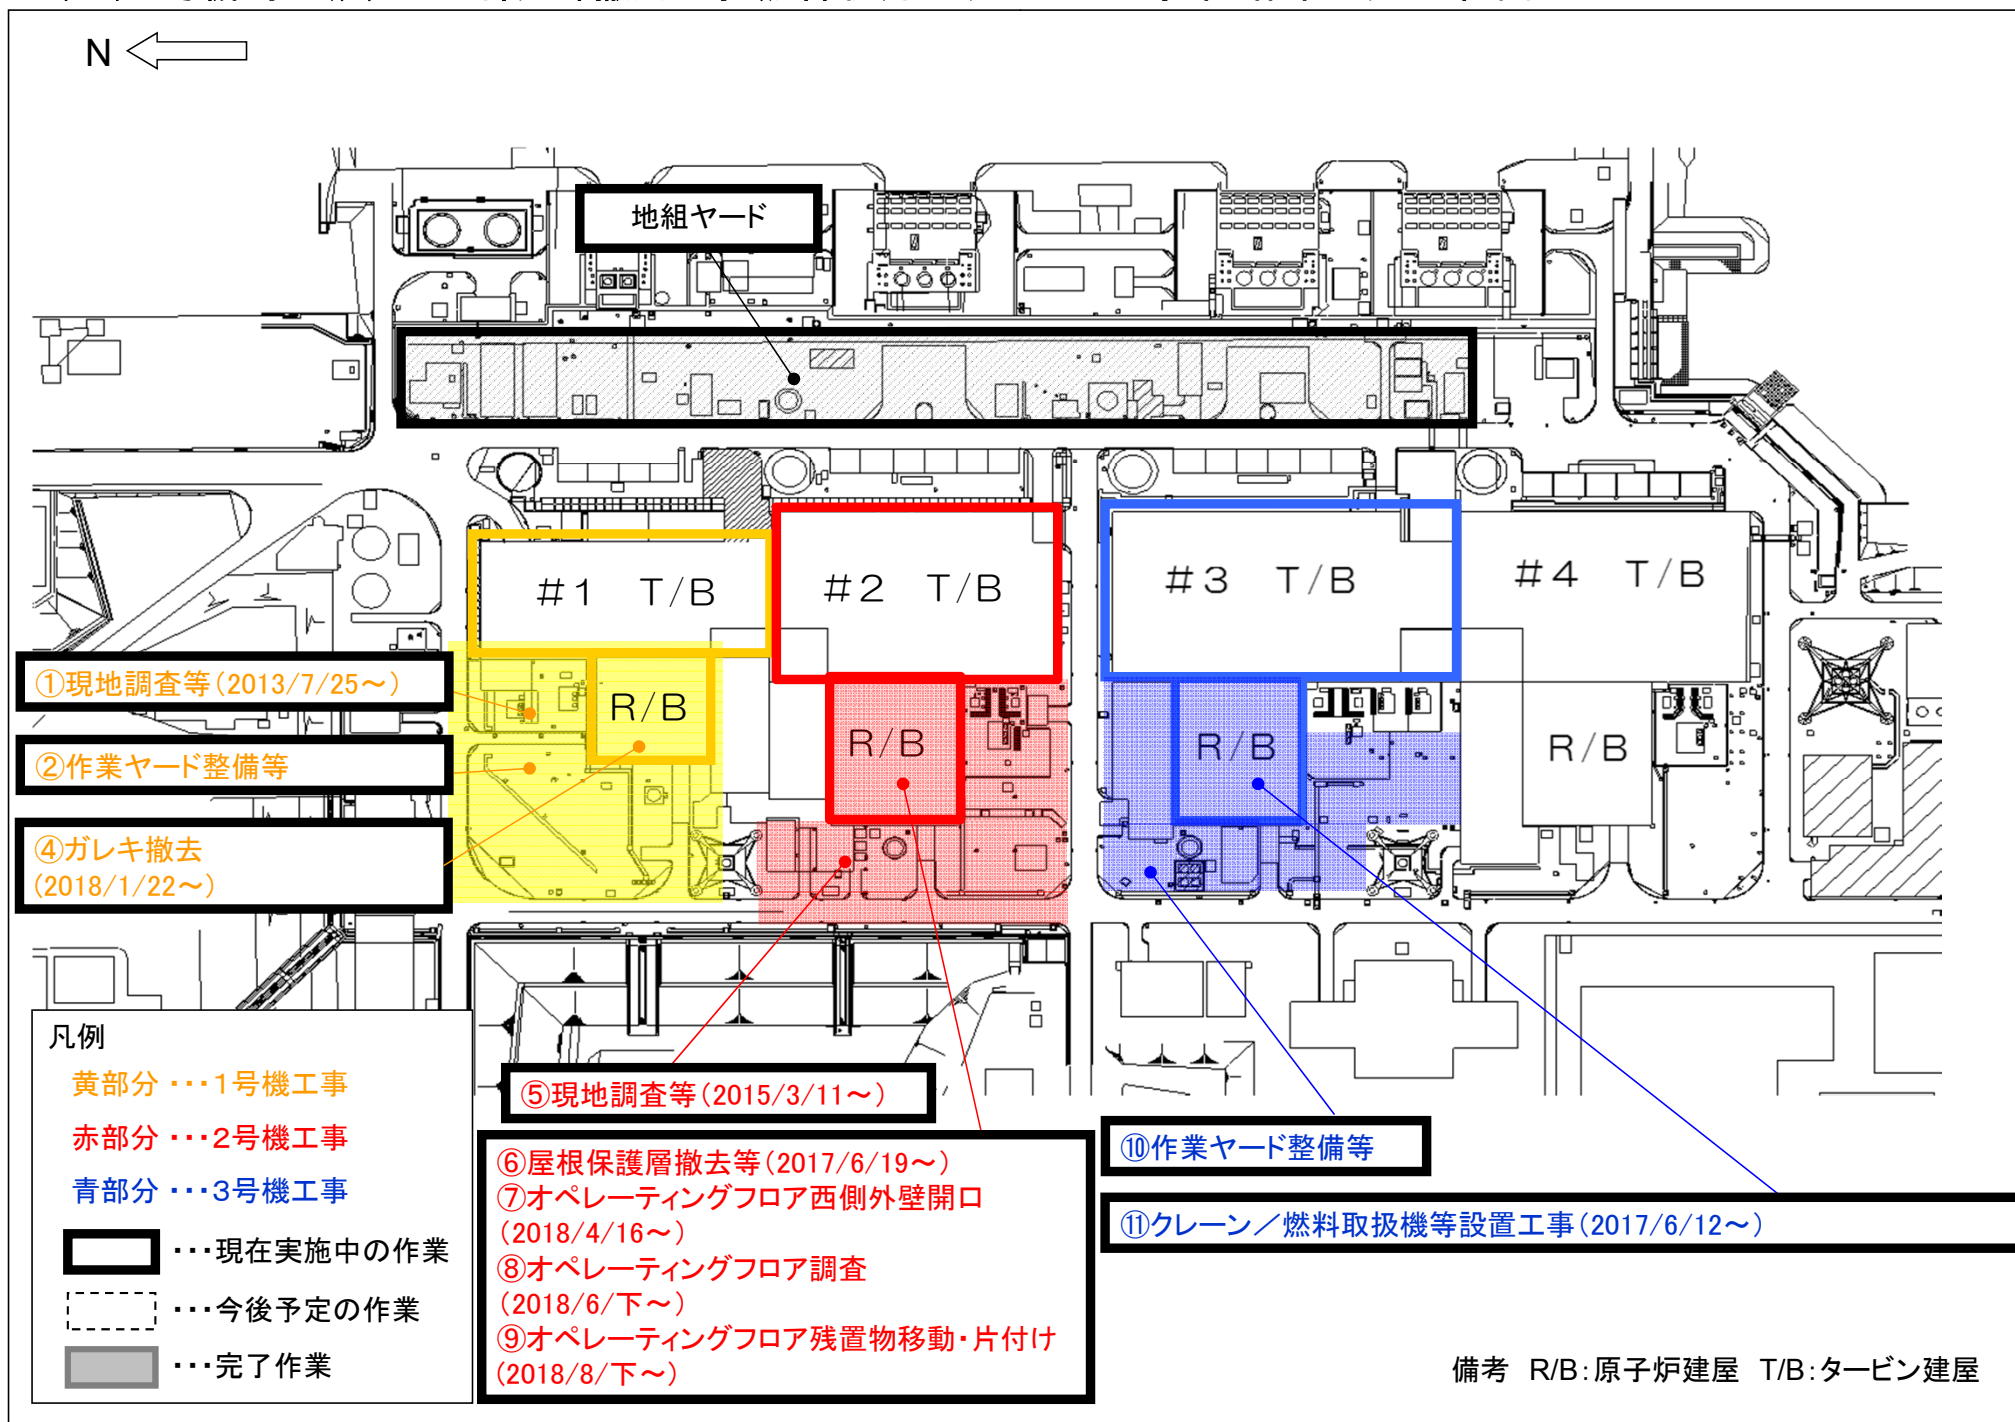 N
地組ヤード
#1 T/B
#2 T/B
#3 T/B
#4 T/B
R/B
R/B
R/B
R/B
①現地調査等(2013/7/25～)
②作業ヤード整備等
④ガレキ撤去
(2018/1/22～)
⑤現地調査等(2015/3/11～)
⑥屋根保護層撤去等(2017/6/19～)
⑦オペレーティングフロア西側外壁開口
(2018/4/16～)
⑧オペレーティングフロア調査
(2018/6/下～)
⑨オペレーティングフロア残置物移動・片付け
(2018/8/下～)
⑩作業ヤード整備等
⑪クレーン／燃料取扱機等設置工事(2017/6/12～)
凡例
黄部分 ・・・1号機工事
赤部分 ・・・2号機工事
青部分 ・・・3号機工事
・・・現在実施中の作業
・・・今後予定の作業
・・・完了作業
備考 R/B：原子炉建屋 T/B：タービン建屋